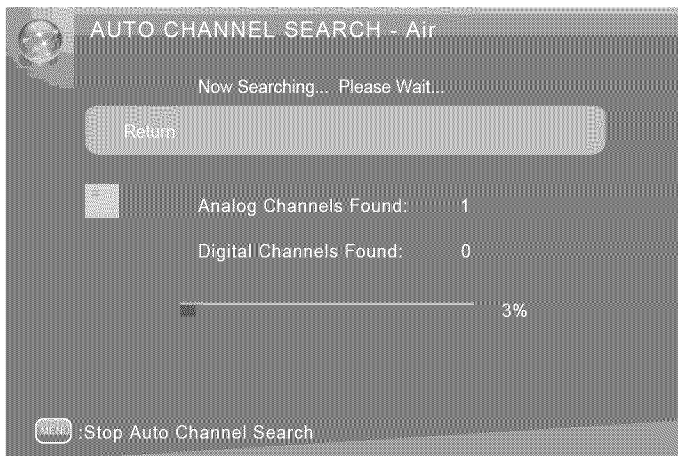 AUTO CHANNEL SEARCH - Air
Now Searching... Please Wait...
Return
Analog Channels Found: 1
Digital Channels Found: 0
3%
MENU :Stop Auto Channel Search